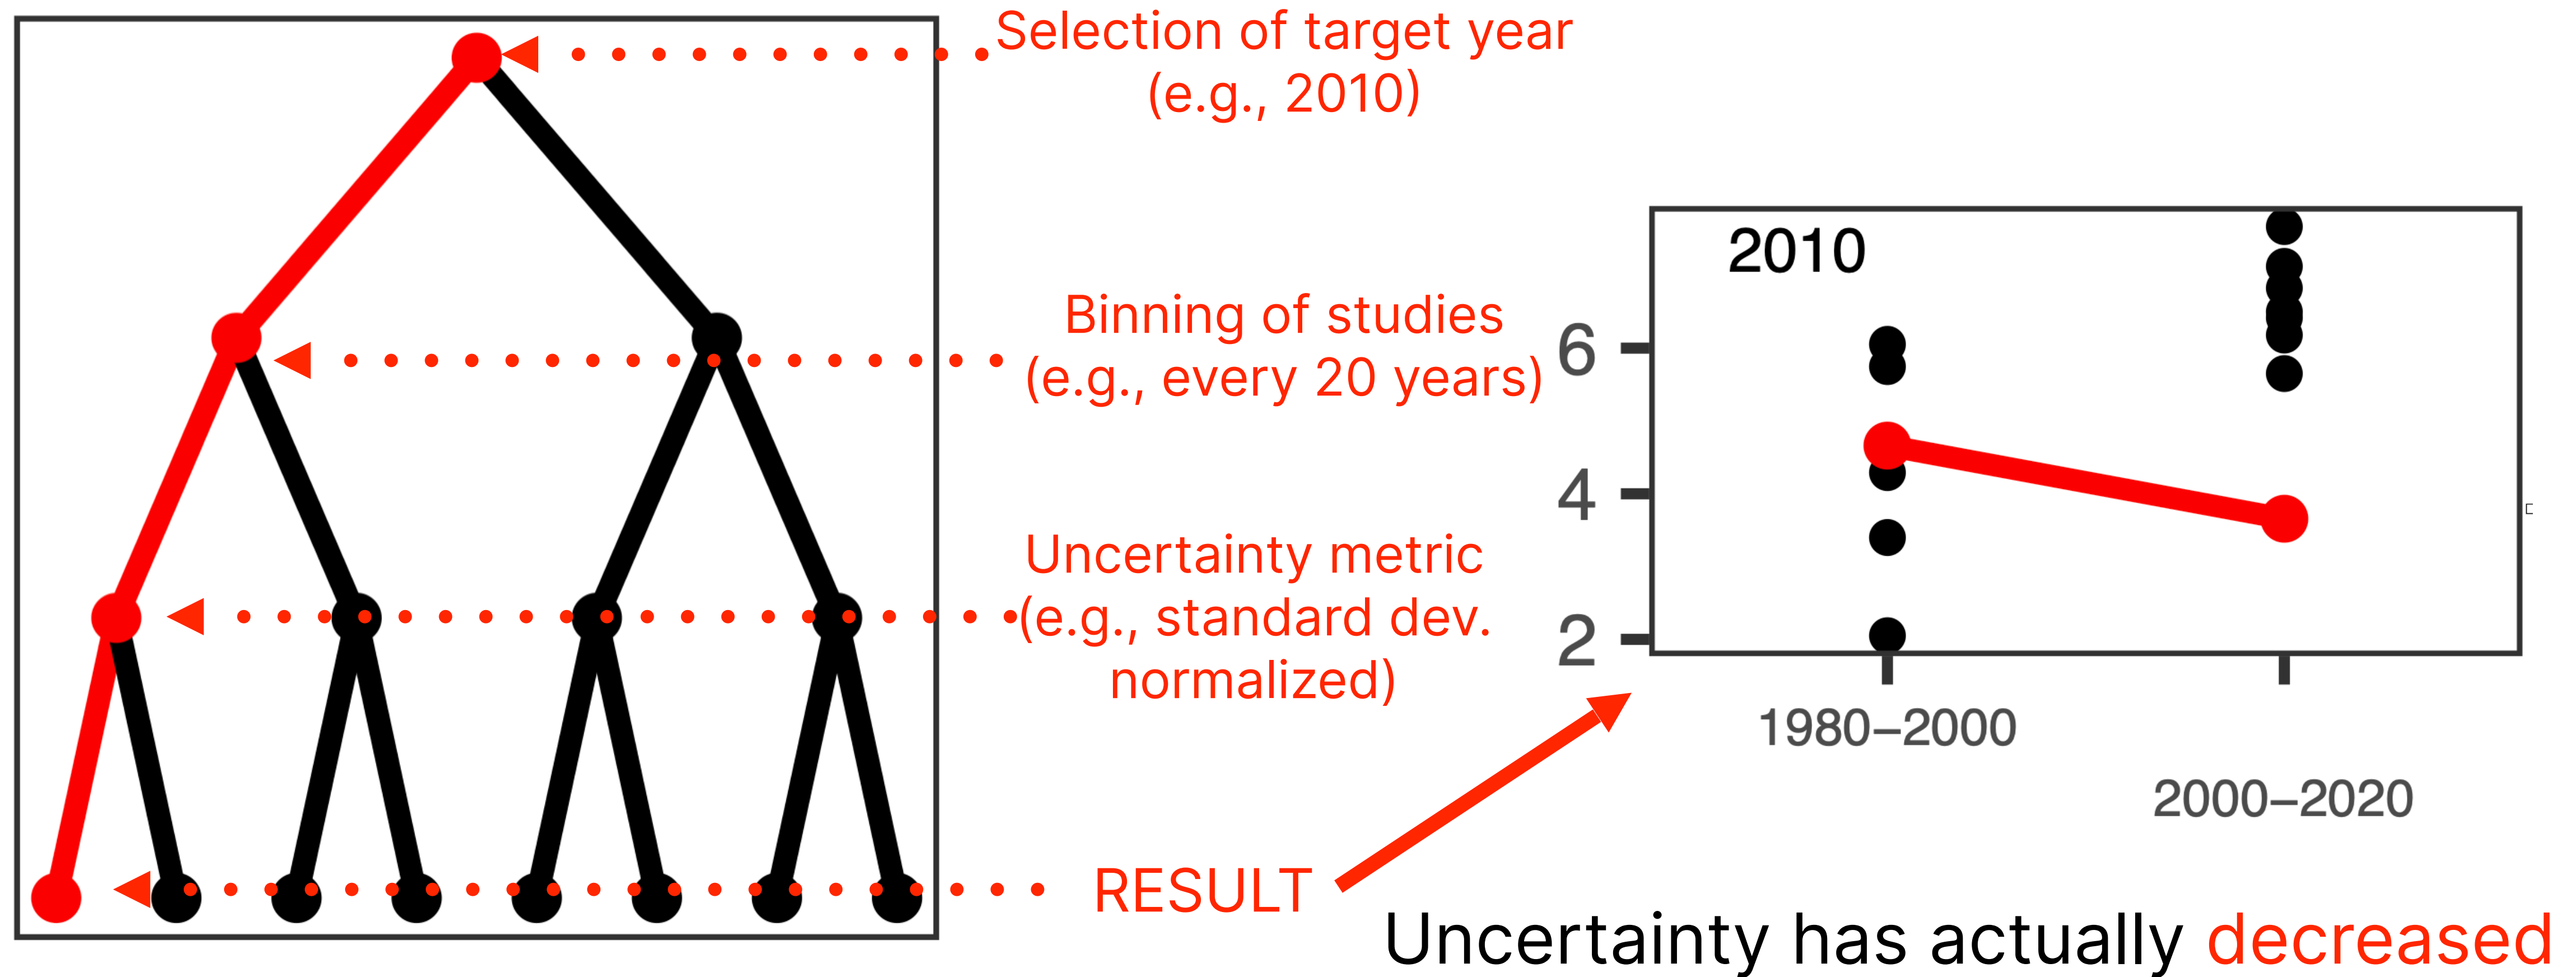 Selection of target year
(e.g., 2010)
Binning of studies
(e.g., every 20 years)
Uncertainty metric
(e.g., standard dev.
normalized)
RESULT
2010
6
4
2
1980–2000
2000–2020
Uncertainty has actually decreased